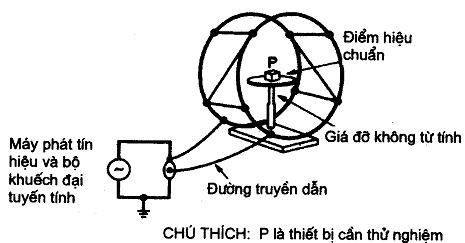 Điểm hiệu
chuẩn
P
Giá đỡ không từ tính
Máy phát tín
hiệu và bộ
khuếch đại
tuyến tính
~
Đường truyền dẫn
CHÚ THÍCH: P là thiết bị cần thử nghiệm